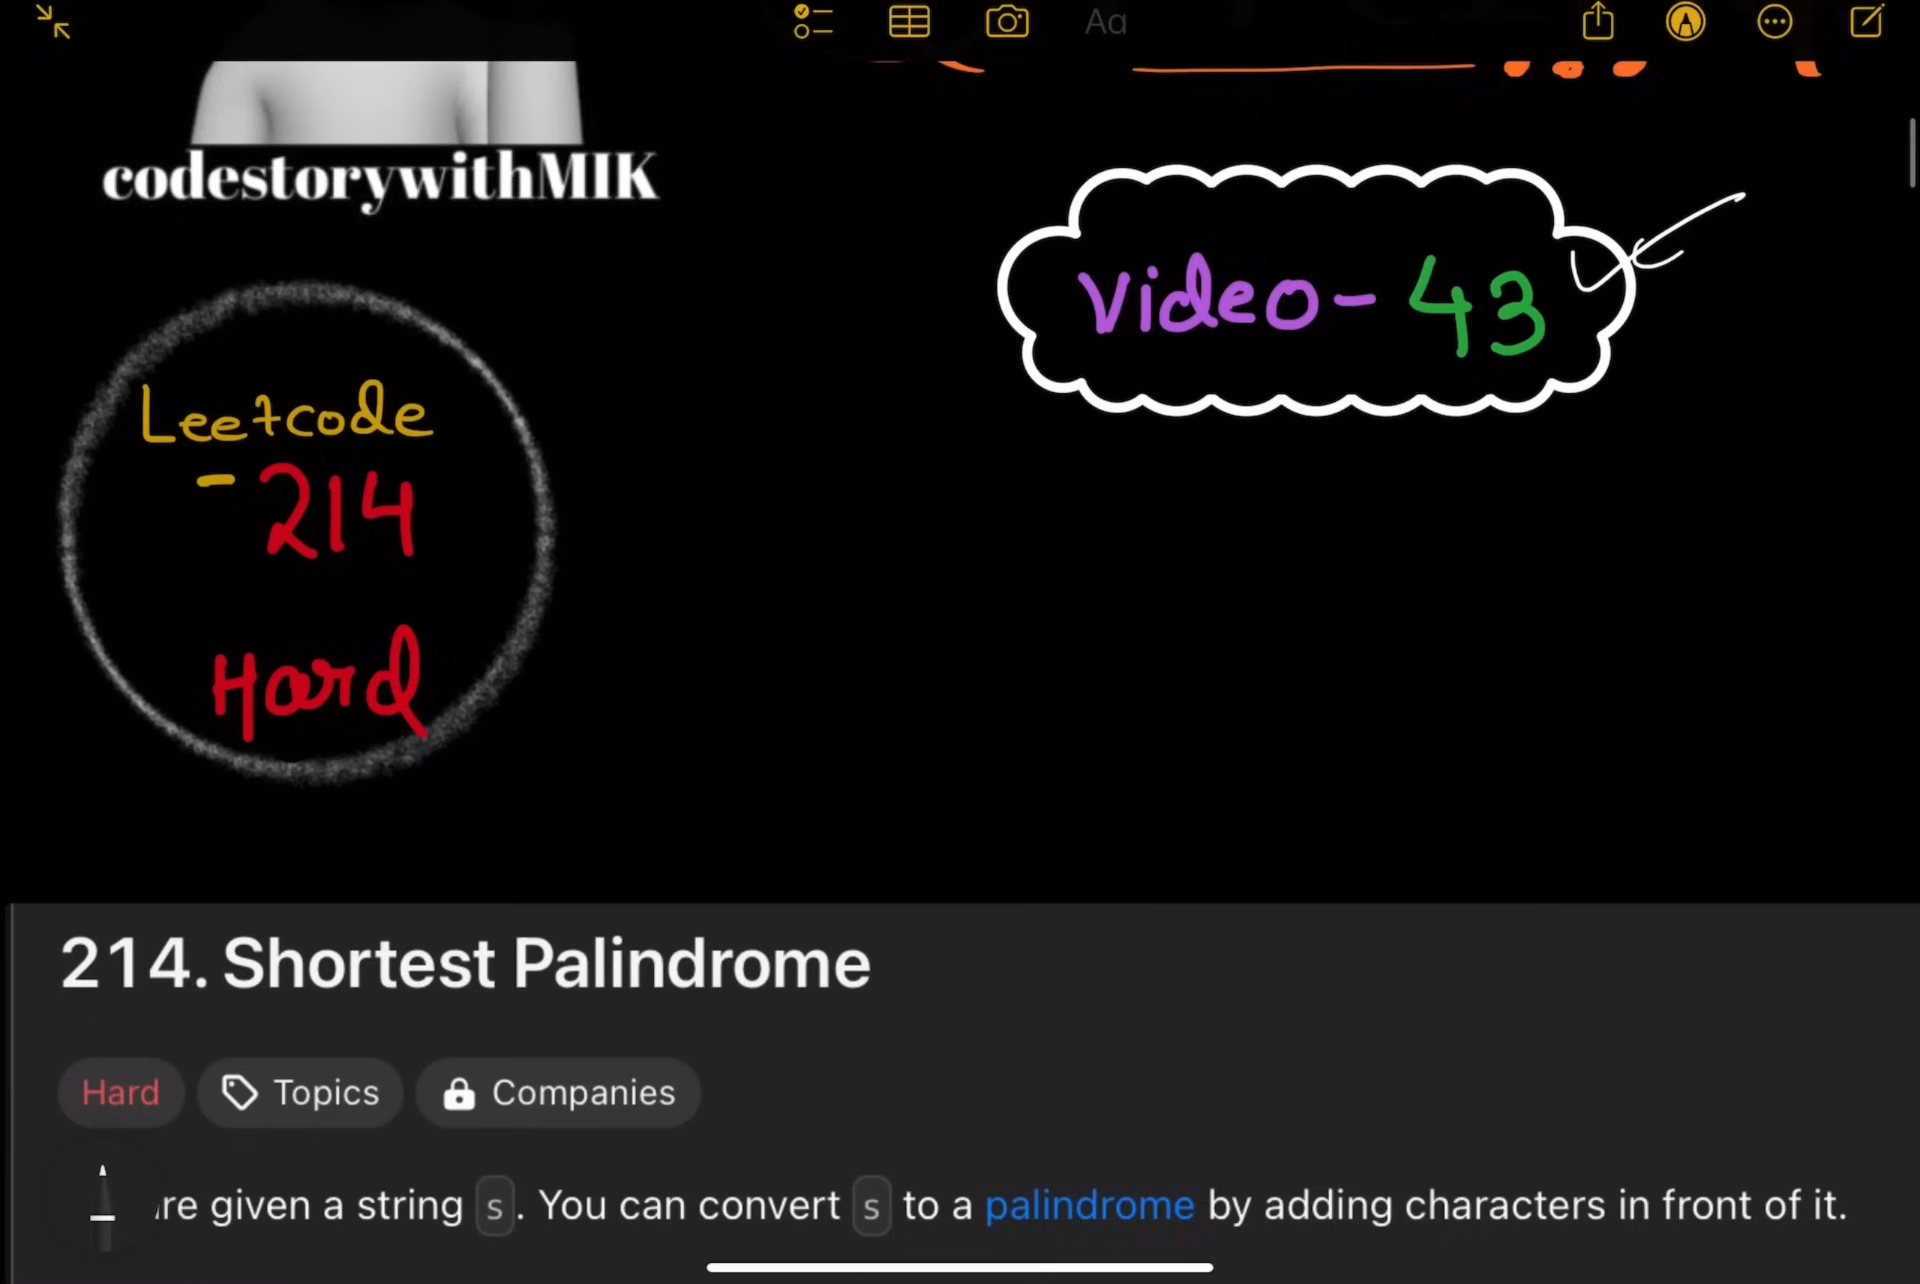 Aa
codestorywithMIK
Video - 43
Leetcode
- 214
Hard
214. Shortest Palindrome
Hard Topics Companies
re given a string s. You can convert s to a palindrome by adding characters in front of it.